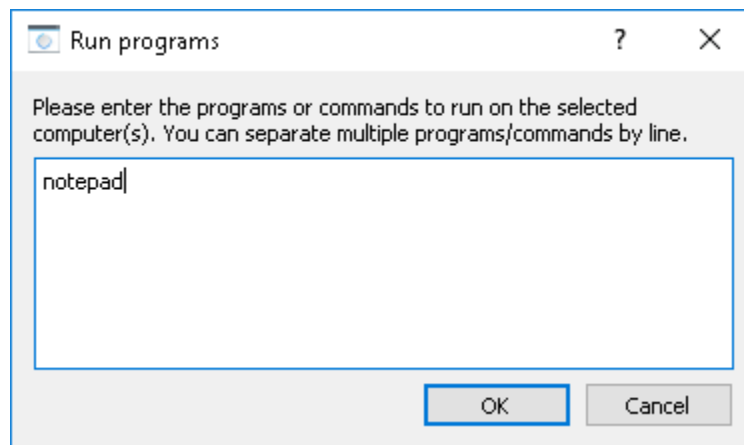 Run programs
Please enter the programs or commands to run on the selected
computer(s). You can separate multiple programs/commands by line.
notepad
OK
Cancel